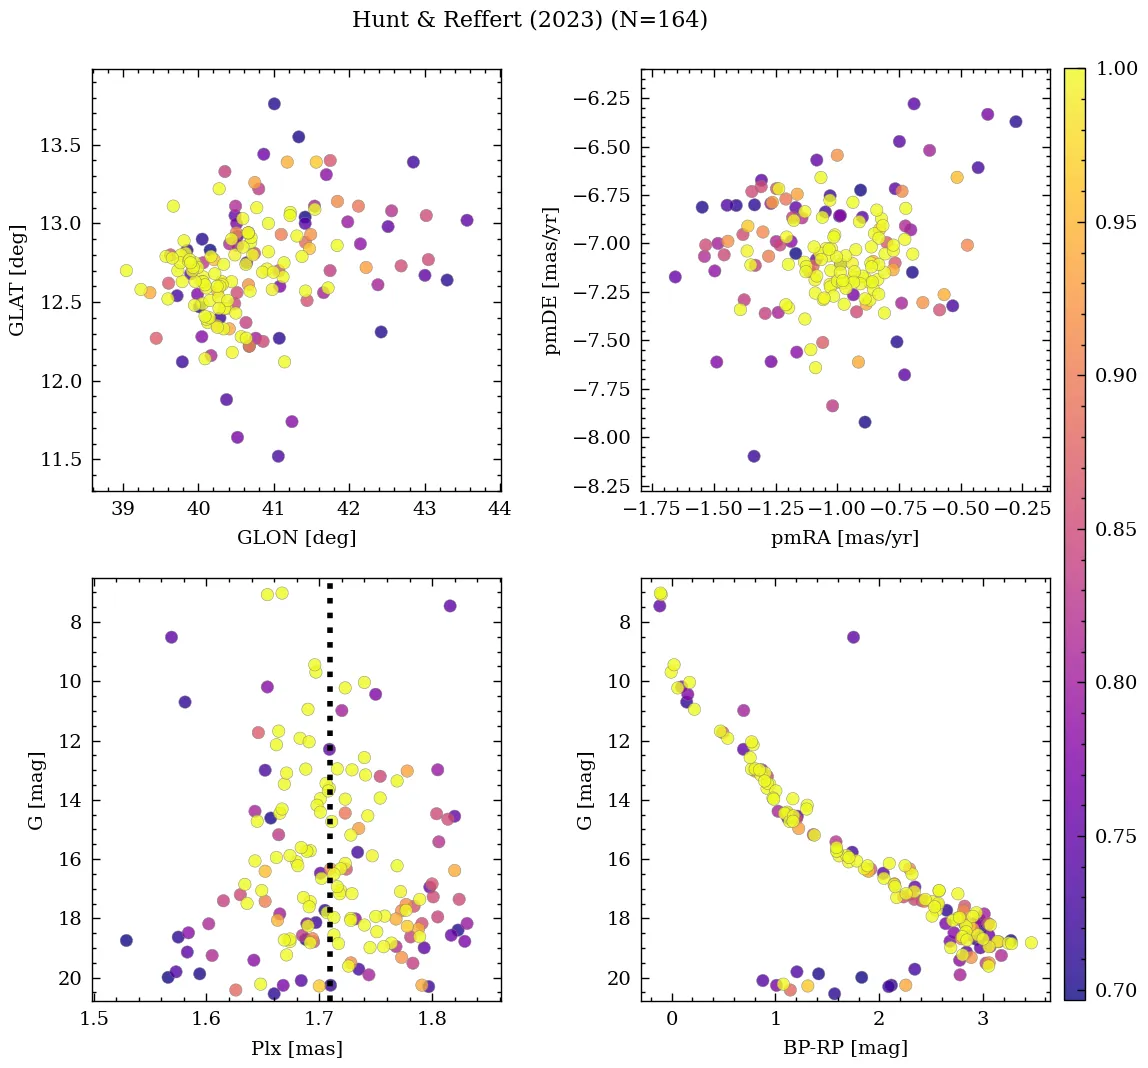 Hunt & Reffert (2023) (N=164)
13.5
13.0
12.5
12.0
11.5
GLAT [deg]
39 40 41 42 43 44
GLON [deg]
−6.25
−6.50
−6.75
−7.00
−7.25
−7.50
−7.75
−8.00
−8.25
pmDE [mas/yr]
−1.75 −1.50 −1.25 −1.00 −0.75 −0.50 −0.25
pmRA [mas/yr]
1.00
0.95
0.90
0.85
0.80
0.75
0.70
8
10
12
14
16
18
20
G [mag]
1.5 1.6 1.7 1.8
Plx [mas]
8
10
12
14
16
18
20
G [mag]
0 1 2 3
BP-RP [mag]